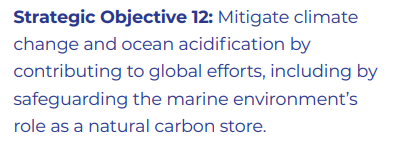 Strategic Objective 12: Mitigate climate
change and ocean acidification by
contributing to global efforts, including by
safeguarding the marine environment's
role as a natural carbon store.